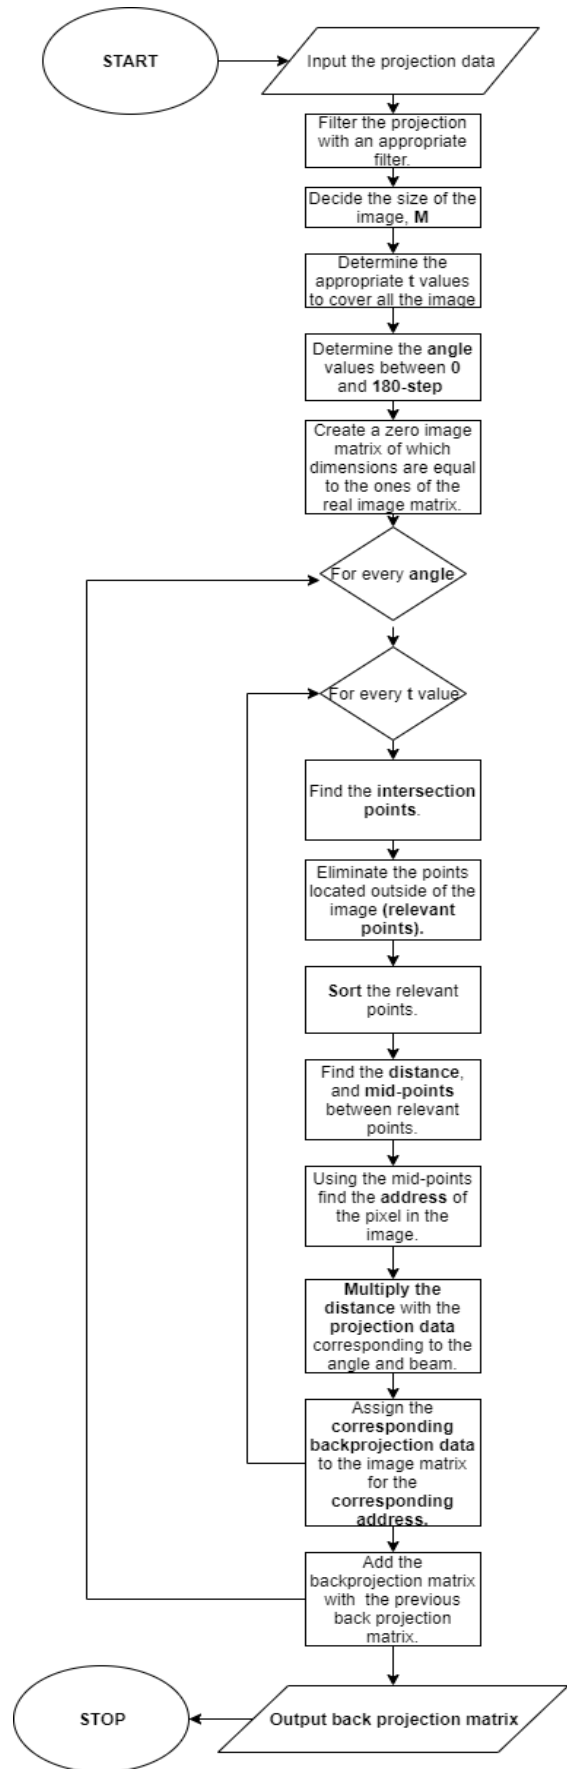 START
Input the projection data
Filter the projection
with an appropriate
filter.
Decide the size of the
image, M
Determine the
appropriate t values
to cover all the image
Determine the angle
values between 0
and 180-step
Create a zero image
matrix of which
dimensions are equal
to the ones of the
real image matrix.
For every angle
For every t value
Find the intersection
points.
Eliminate the points
located outside of the
image (relevant
points).
Sort the relevant
points.
Find the distance,
and mid-points
between relevant
points.
Using the mid-points
find the address of
the pixel in the
image.
Multiply the
distance with the
projection data
corresponding to the
angle and beam.
Assign the
corresponding
backprojection data
to the image matrix
for the
corresponding
address.
Add the
backprojection matrix
with the previous
back projection
matrix.
Output back projection matrix
STOP